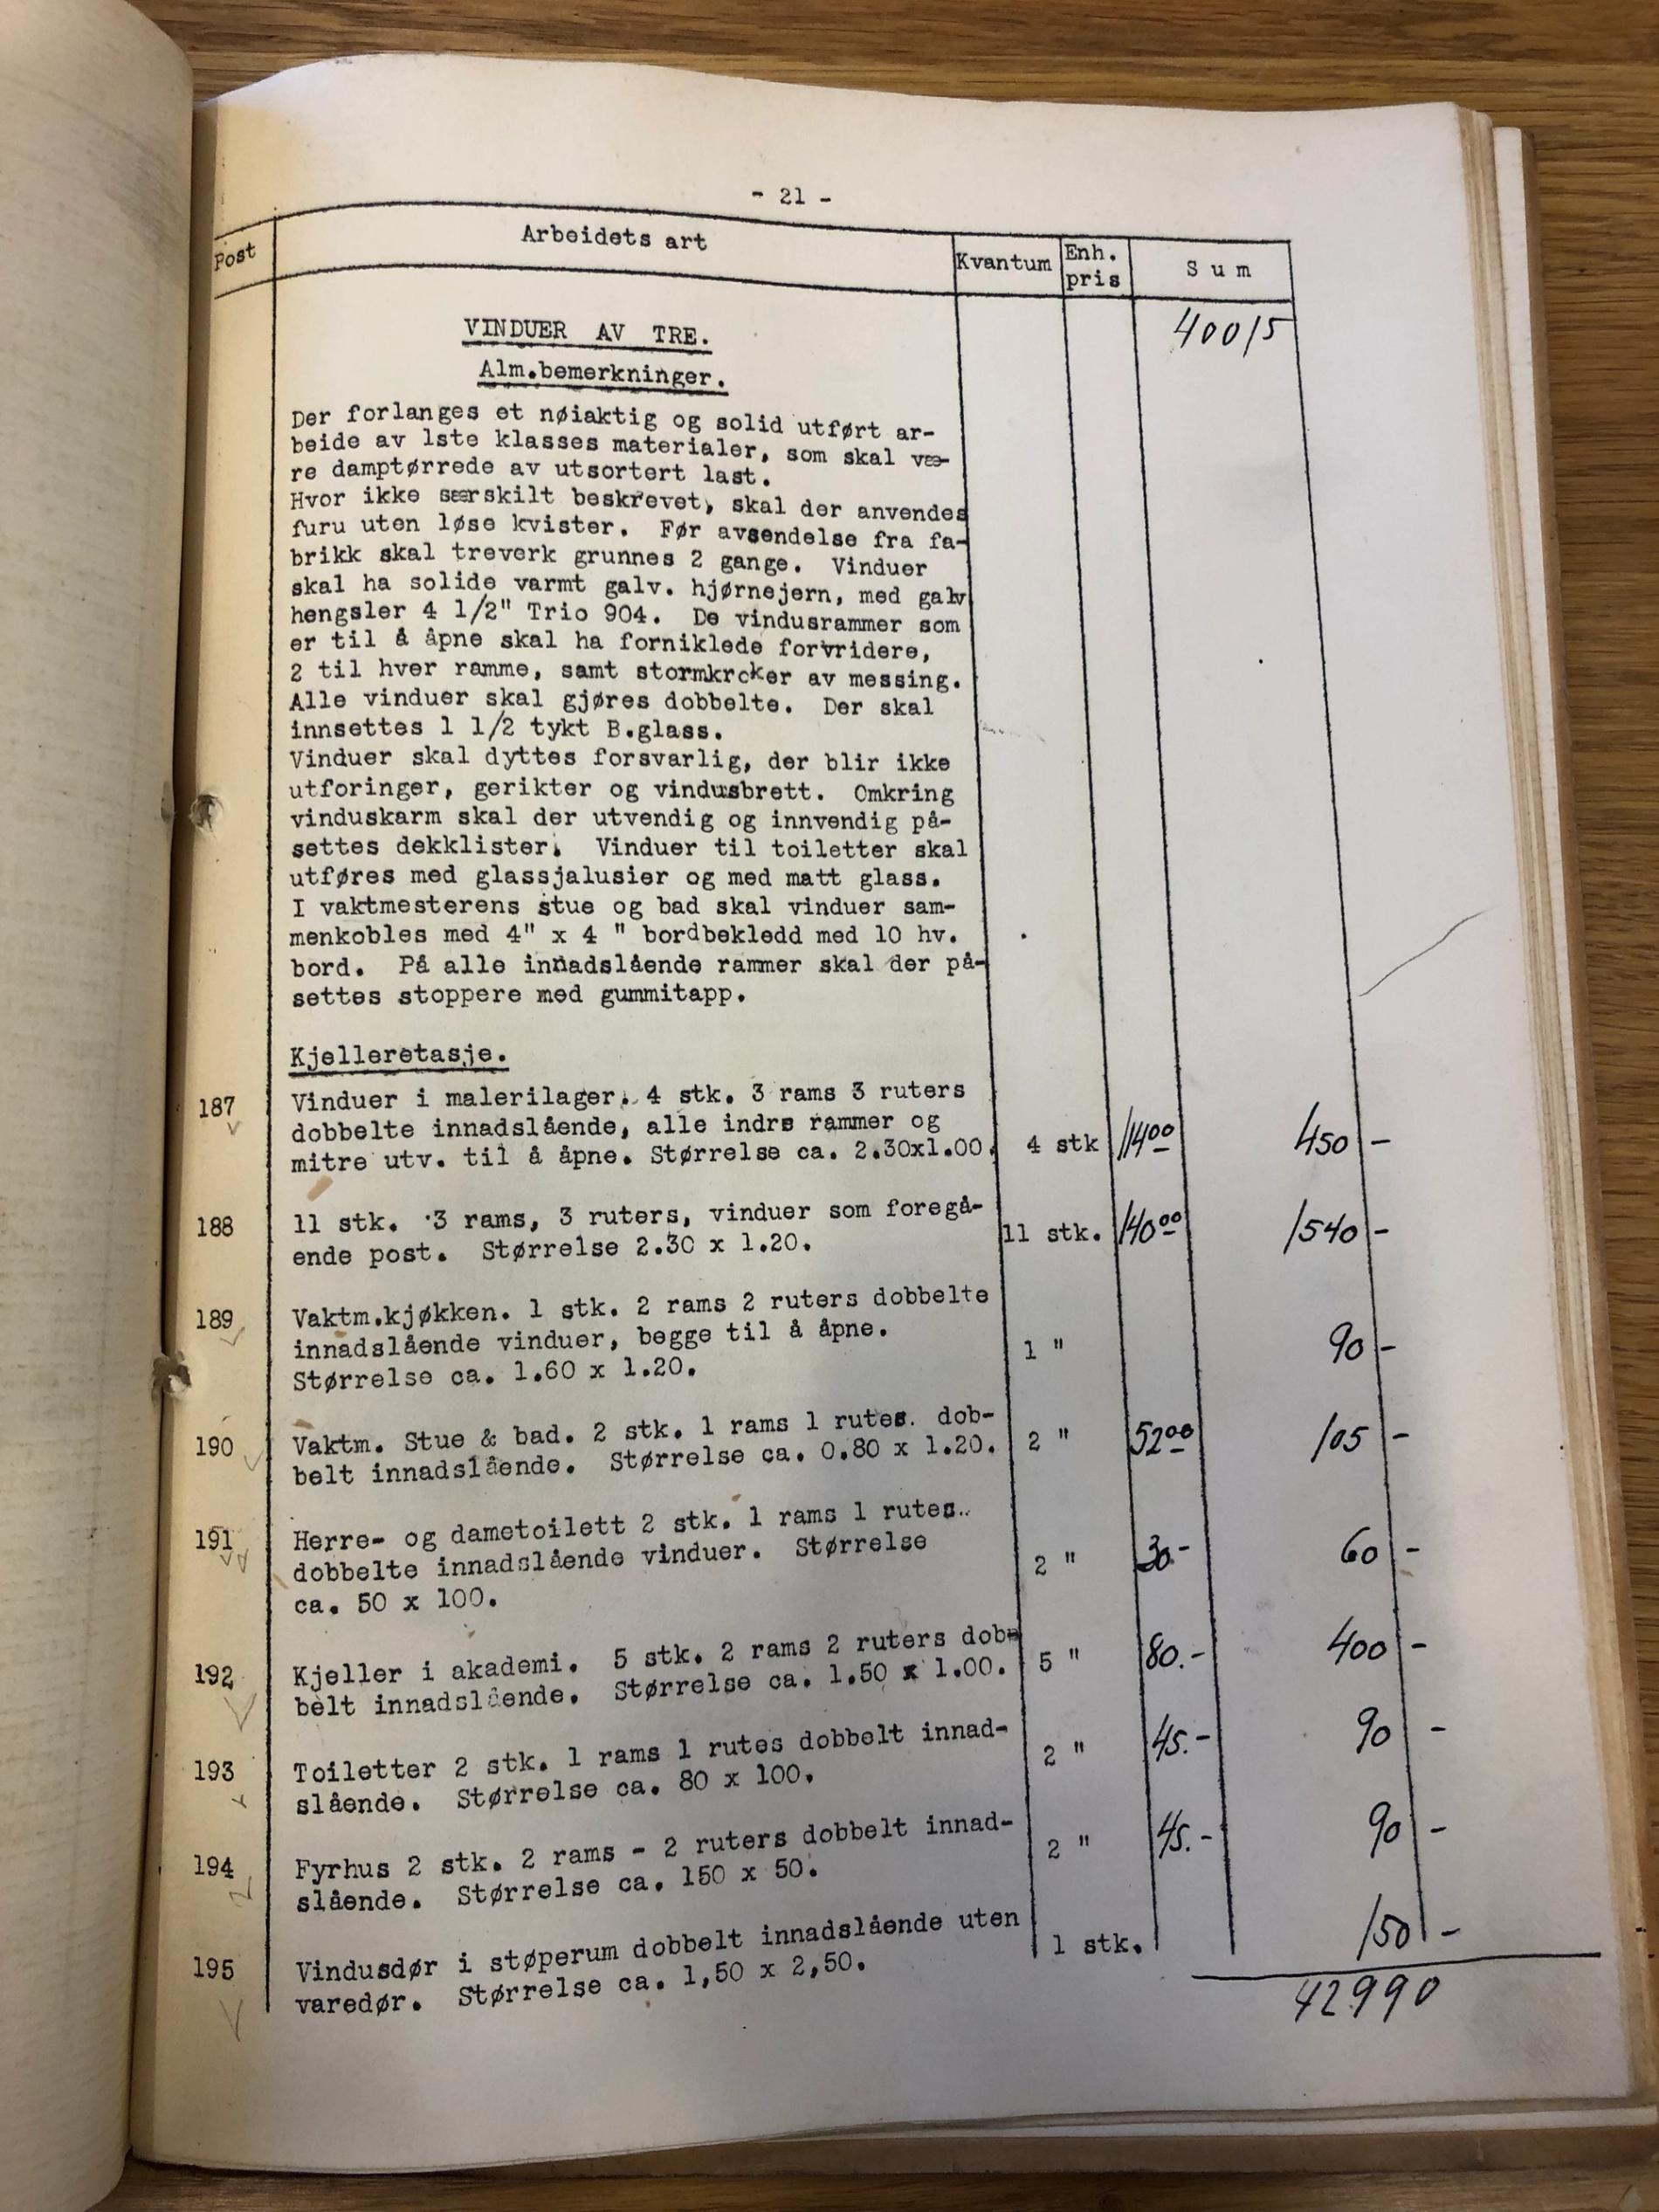 - 21 -
Post Arbeidets art Kvantum Enh. pris Sum
VINDUER AV TRE. 40015
Alm.bemerkninger.
Der forlanges et nøiaktig og solid utført ar-
beide av 1ste klasses materialer, som skal væ-
re damptørrede av utsortert last.
Hvor ikke særskilt beskrevet, skal der anvendes
furu uten løse kvister. Før avsendelse fra fa-
brikk skal treverk grunnes 2 gange. Vinduer
skal ha solide varmt galv. hjørnejern, med galv
hengsler 4 1/2" Trio 904. De vindusrammer som
er til å åpne skal ha forniklede forvridere,
2 til hver ramme, samt stormkroker av messing.
Alle vinduer skal gjøres dobbelte. Der skal
innsettes 1 1/2 tykt B.glass.
Vinduer skal dyttes forsvarlig, der blir ikke
utforinger, gerikter og vindusbrett. Omkring
vinduskarm skal der utvendig og innvendig på-
settes dekklister. Vinduer til toiletter skal
utføres med glassjalusier og med matt glass.
I vaktmesterens stue og bad skal vinduer sam-
menkobles med 4" x 4 " bordbekledd med 10 hv.
bord. På alle innadslående rammer skal der på-
settes stoppere med gummitapp.
Kjelleretasje.
187 Vinduer i malerilager. 4 stk. 3 rams 3 ruters
dobbelte innadslående, alle indre rammer og
mitre utv. til å åpne. Størrelse ca. 2.30x1.00. 4 stk 114 00 450 -
188 11 stk. 3 rams, 3 ruters, vinduer som foregå-
ende post. Størrelse 2.30 x 1.20. 11 stk. 140 00 1540 -
189 Vaktm.kjøkken. 1 stk. 2 rams 2 ruters dobbelte
innadslående vinduer, begge til å åpne.
Størrelse ca. 1.60 x 1.20. 1 " 90 -
190 Vaktm. Stue & bad. 2 stk. 1 rams 1 rutes. dob-
belt innadslående. Størrelse ca. 0.80 x 1.20. 2 " 52 00 105 -
191 Herre- og dametoilett 2 stk. 1 rams 1 rutes.
dobbelte innadslående vinduer. Størrelse
ca. 50 x 100. 2 " 30.- 60 -
192 Kjeller i akademi. 5 stk. 2 rams 2 ruters dob-
belt innadslående. Størrelse ca. 1.50 x 1.00. 5 " 80.- 400 -
193 Toiletter 2 stk. 1 rams 1 rutes dobbelt innad-
slående. Størrelse ca. 80 x 100. 2 " 45.- 90 -
194 Fyrhus 2 stk. 2 rams - 2 ruters dobbelt innad-
slående. Størrelse ca. 150 x 50. 2 " 45.- 90 -
195 Vindusdør i støperum dobbelt innadslående uten
varedør. Størrelse ca. 1,50 x 2,50. 1 stk. 150 -
42990